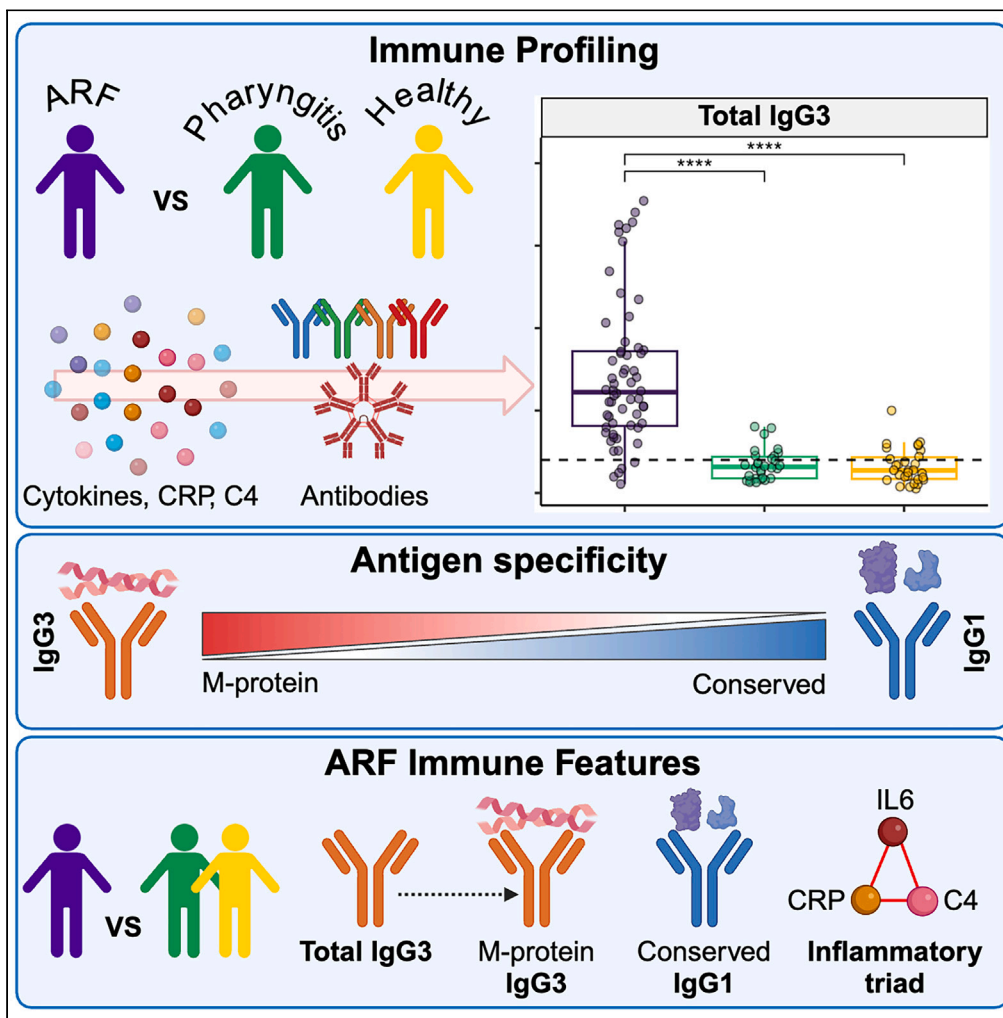 Immune Profiling
ARF
Pharyngitis
Healthy
vs
Cytokines, CRP, C4
Antibodies
Total IgG3
****
****
Antigen specificity
IgG3
M-protein
Conserved
IgG1
ARF Immune Features
vs
Total IgG3
M-protein
IgG3
Conserved
IgG1
IL6
CRP
C4
Inflammatory
triad